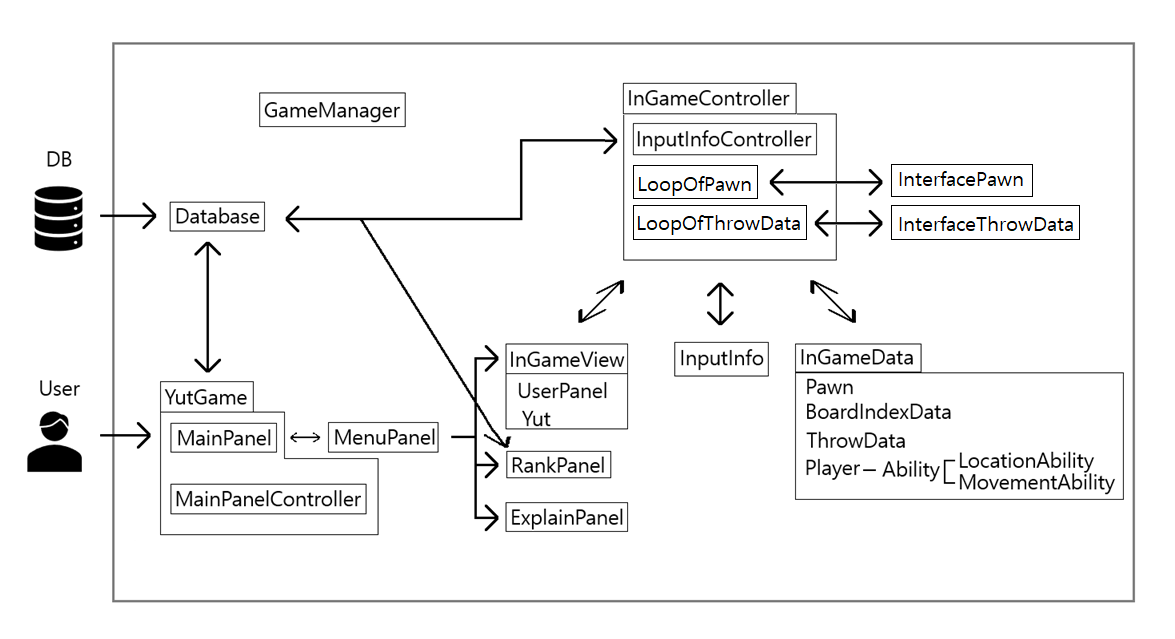 GameManager
InGameController
InputInfoController
LoopOfPawn
LoopOfThrowData
InterfacePawn
InterfaceThrowData
DB
Database
User
YutGame
MainPanel
MainPanelController
MenuPanel
InGameView
UserPanel
Yut
RankPanel
ExplainPanel
InputInfo
InGameData
Pawn
BoardIndexData
ThrowData
Player – Ability
LocationAbility
MovementAbility